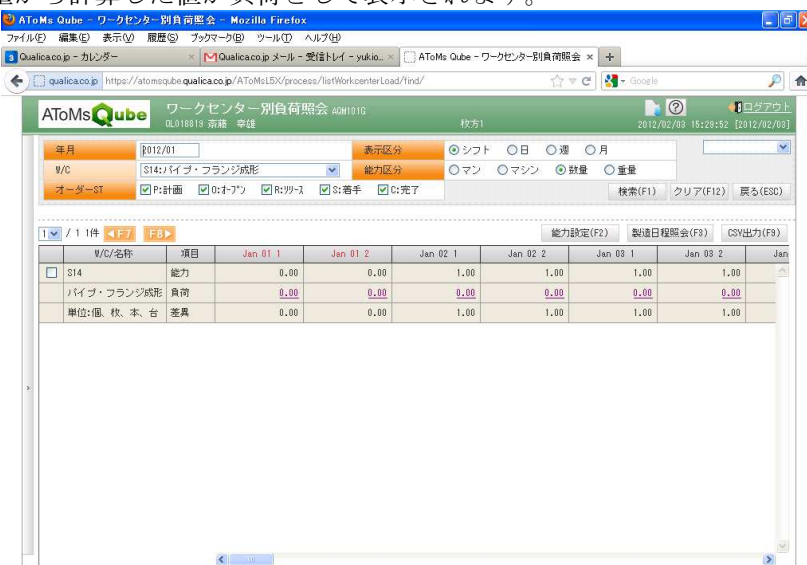 から計算した値が負荷として表示されます。
AToMs Qube - ワークセンター別負荷照会 - Mozilla Firefox
ファイル(F) 編集(E) 表示(V) 履歴(S) ブックマーク(B) ツール(T) ヘルプ(H)
Qualica.co.jp - カレンダー × Qualica.co.jp メール - 受信トレイ - yukio... × AToMs Qube - ワークセンター別負荷照会 × +
qualica.co.jp https://atomsqube.qualica.co.jp/AToMsL5X/process/listWorkcenterLoad/find/ Google
AToMs Qube ワークセンター別負荷照会 AQM101G ? ログアウト
QL018819 斎藤 幸雄 枚方1 2012/02/03 15:29:52 [2012/02/03]
年月 2012/01 表示区分 シフト 日 週 月
W/C S14:パイプ・フランジ成形 能力区分 マン マシン 数量 重量
オーダーST P:計画 O:オープン R:リリース S:着手 C:完了 検索(F1) クリア(F12) 戻る(ESC)
1 / 1 1件 ◀F7 F8▶ 能力設定(F2) 製造日程照会(F3) CSV出力(F9)
W/C/名称 項目 Jan 01 1 Jan 01 2 Jan 02 1 Jan 02 2 Jan 03 1 Jan 03 2 Jan
S14 能力 0.00 0.00 1.00 1.00 1.00 1.00
パイプ・フランジ成形 負荷 0.00 0.00 0.00 0.00 0.00 0.00
単位:個、枚、本、台 差異 0.00 0.00 1.00 1.00 1.00 1.00